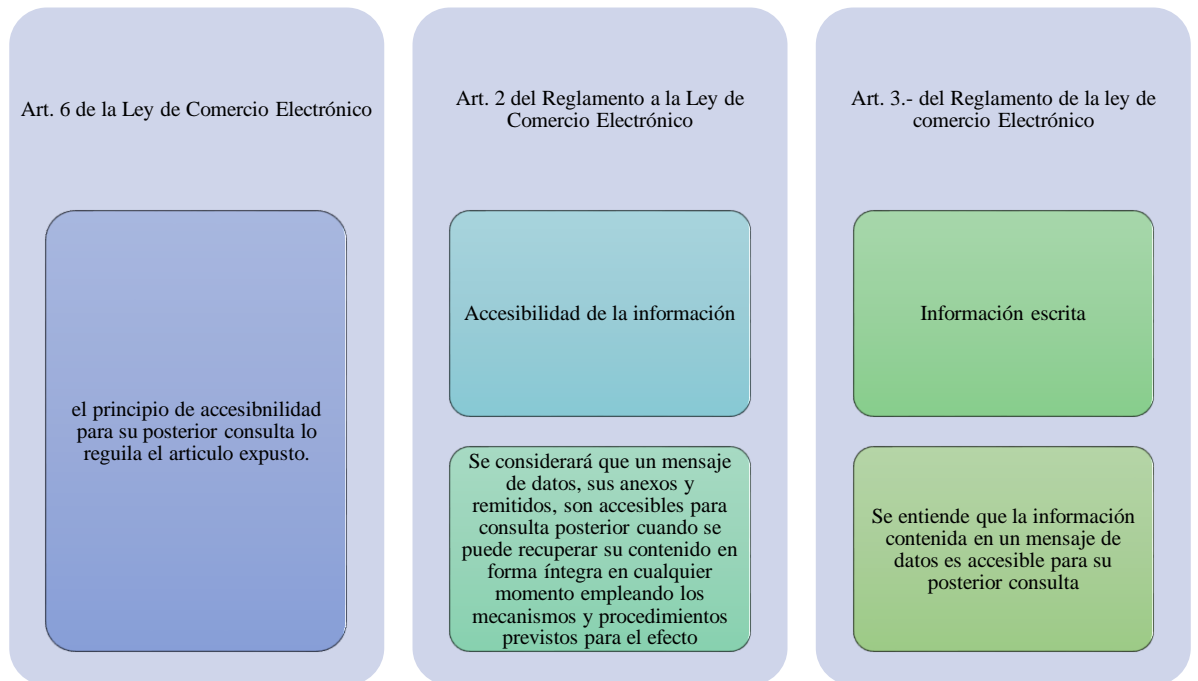 Art. 6 de la Ley de Comercio Electrónico
el principio de accesibnilidad
para su posterior consulta lo
reguila el articulo expusto.
Art. 2 del Reglamento a la Ley de
Comercio Electrónico
Accesibilidad de la información
Se considerará que un mensaje
de datos, sus anexos y
remitidos, son accesibles para
consulta posterior cuando se
puede recuperar su contenido en
forma íntegra en cualquier
momento empleando los
mecanismos y procedimientos
previstos para el efecto
Art. 3.- del Reglamento de la ley de
comercio Electrónico
Información escrita
Se entiende que la información
contenida en un mensaje de
datos es accesible para su
posterior consulta